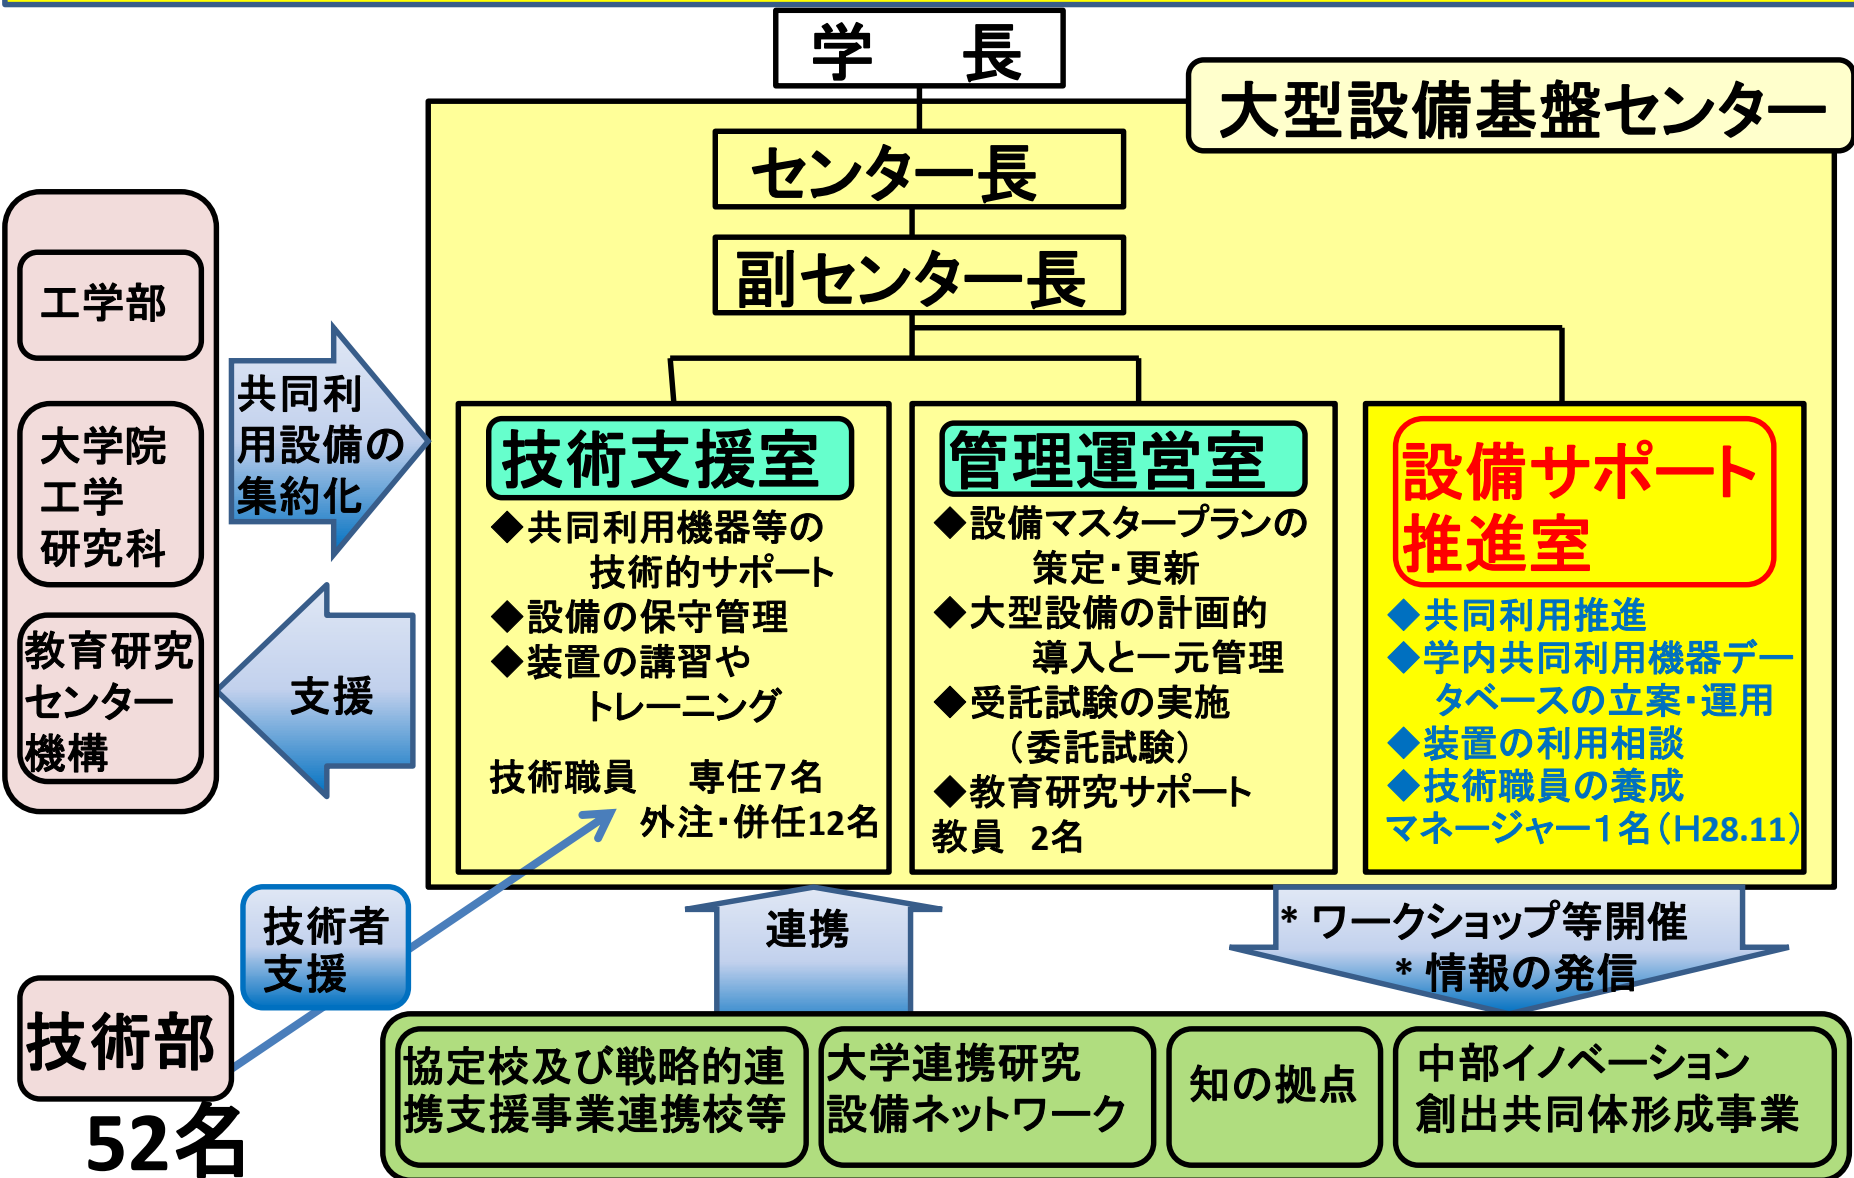 学　長
大型設備基盤センター
センター長
副センター長
工学部
大学院
工学
研究科
教育研究
センター
機構
共同利
用設備の
集約化
支援
技術支援室
◆共同利用機器等の
技術的サポート
◆設備の保守管理
◆装置の講習や
トレーニング
技術職員　専任7名
外注・併任12名
管理運営室
◆設備マスタープランの
策定・更新
◆大型設備の計画的
導入と一元管理
◆受託試験の実施
（委託試験）
◆教育研究サポート
教員　2名
設備サポート
推進室
◆共同利用推進
◆学内共同利用機器デー
タベースの立案・運用
◆装置の利用相談
◆技術職員の養成
マネージャー１名（H28.11）
技術者
支援
技術部
52名
連携
* ワークショップ等開催
* 情報の発信
協定校及び戦略的連
携支援事業連携校等
大学連携研究
設備ネットワーク
知の拠点
中部イノベーション
創出共同体形成事業